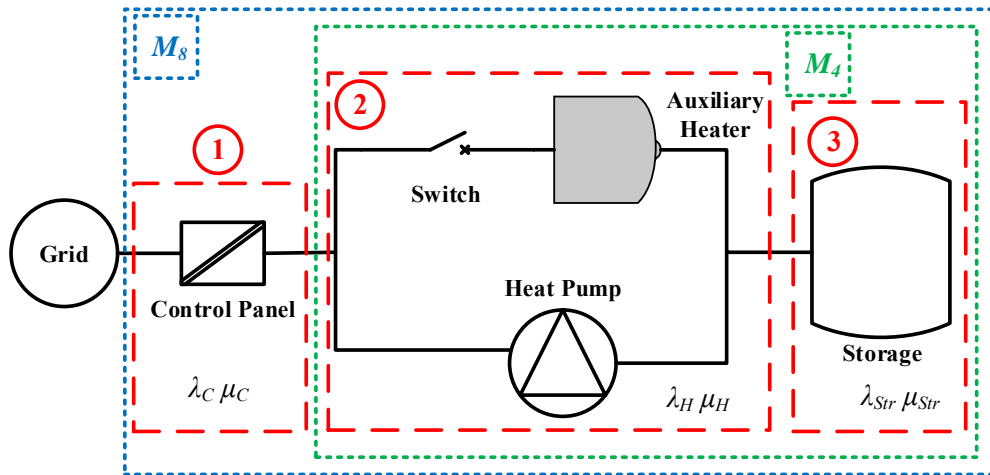 M8
M4
2
Auxiliary
Heater
1
3
Switch
Grid
Heat Pump
Control Panel
Storage
λC μC
λH μH
λStr μStr